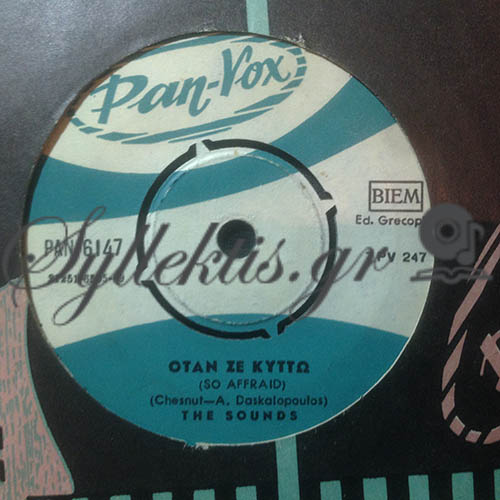 Pan-Vox
BIEM
Ed. Grecop
PAN 6147
PV 247
Syllektis.gr
ΟΤΑΝ ΣΕ ΚΥΤΤΩ
(SO AFFRAID)
(Chesnut—A. Daskalopoulos)
THE SOUNDS